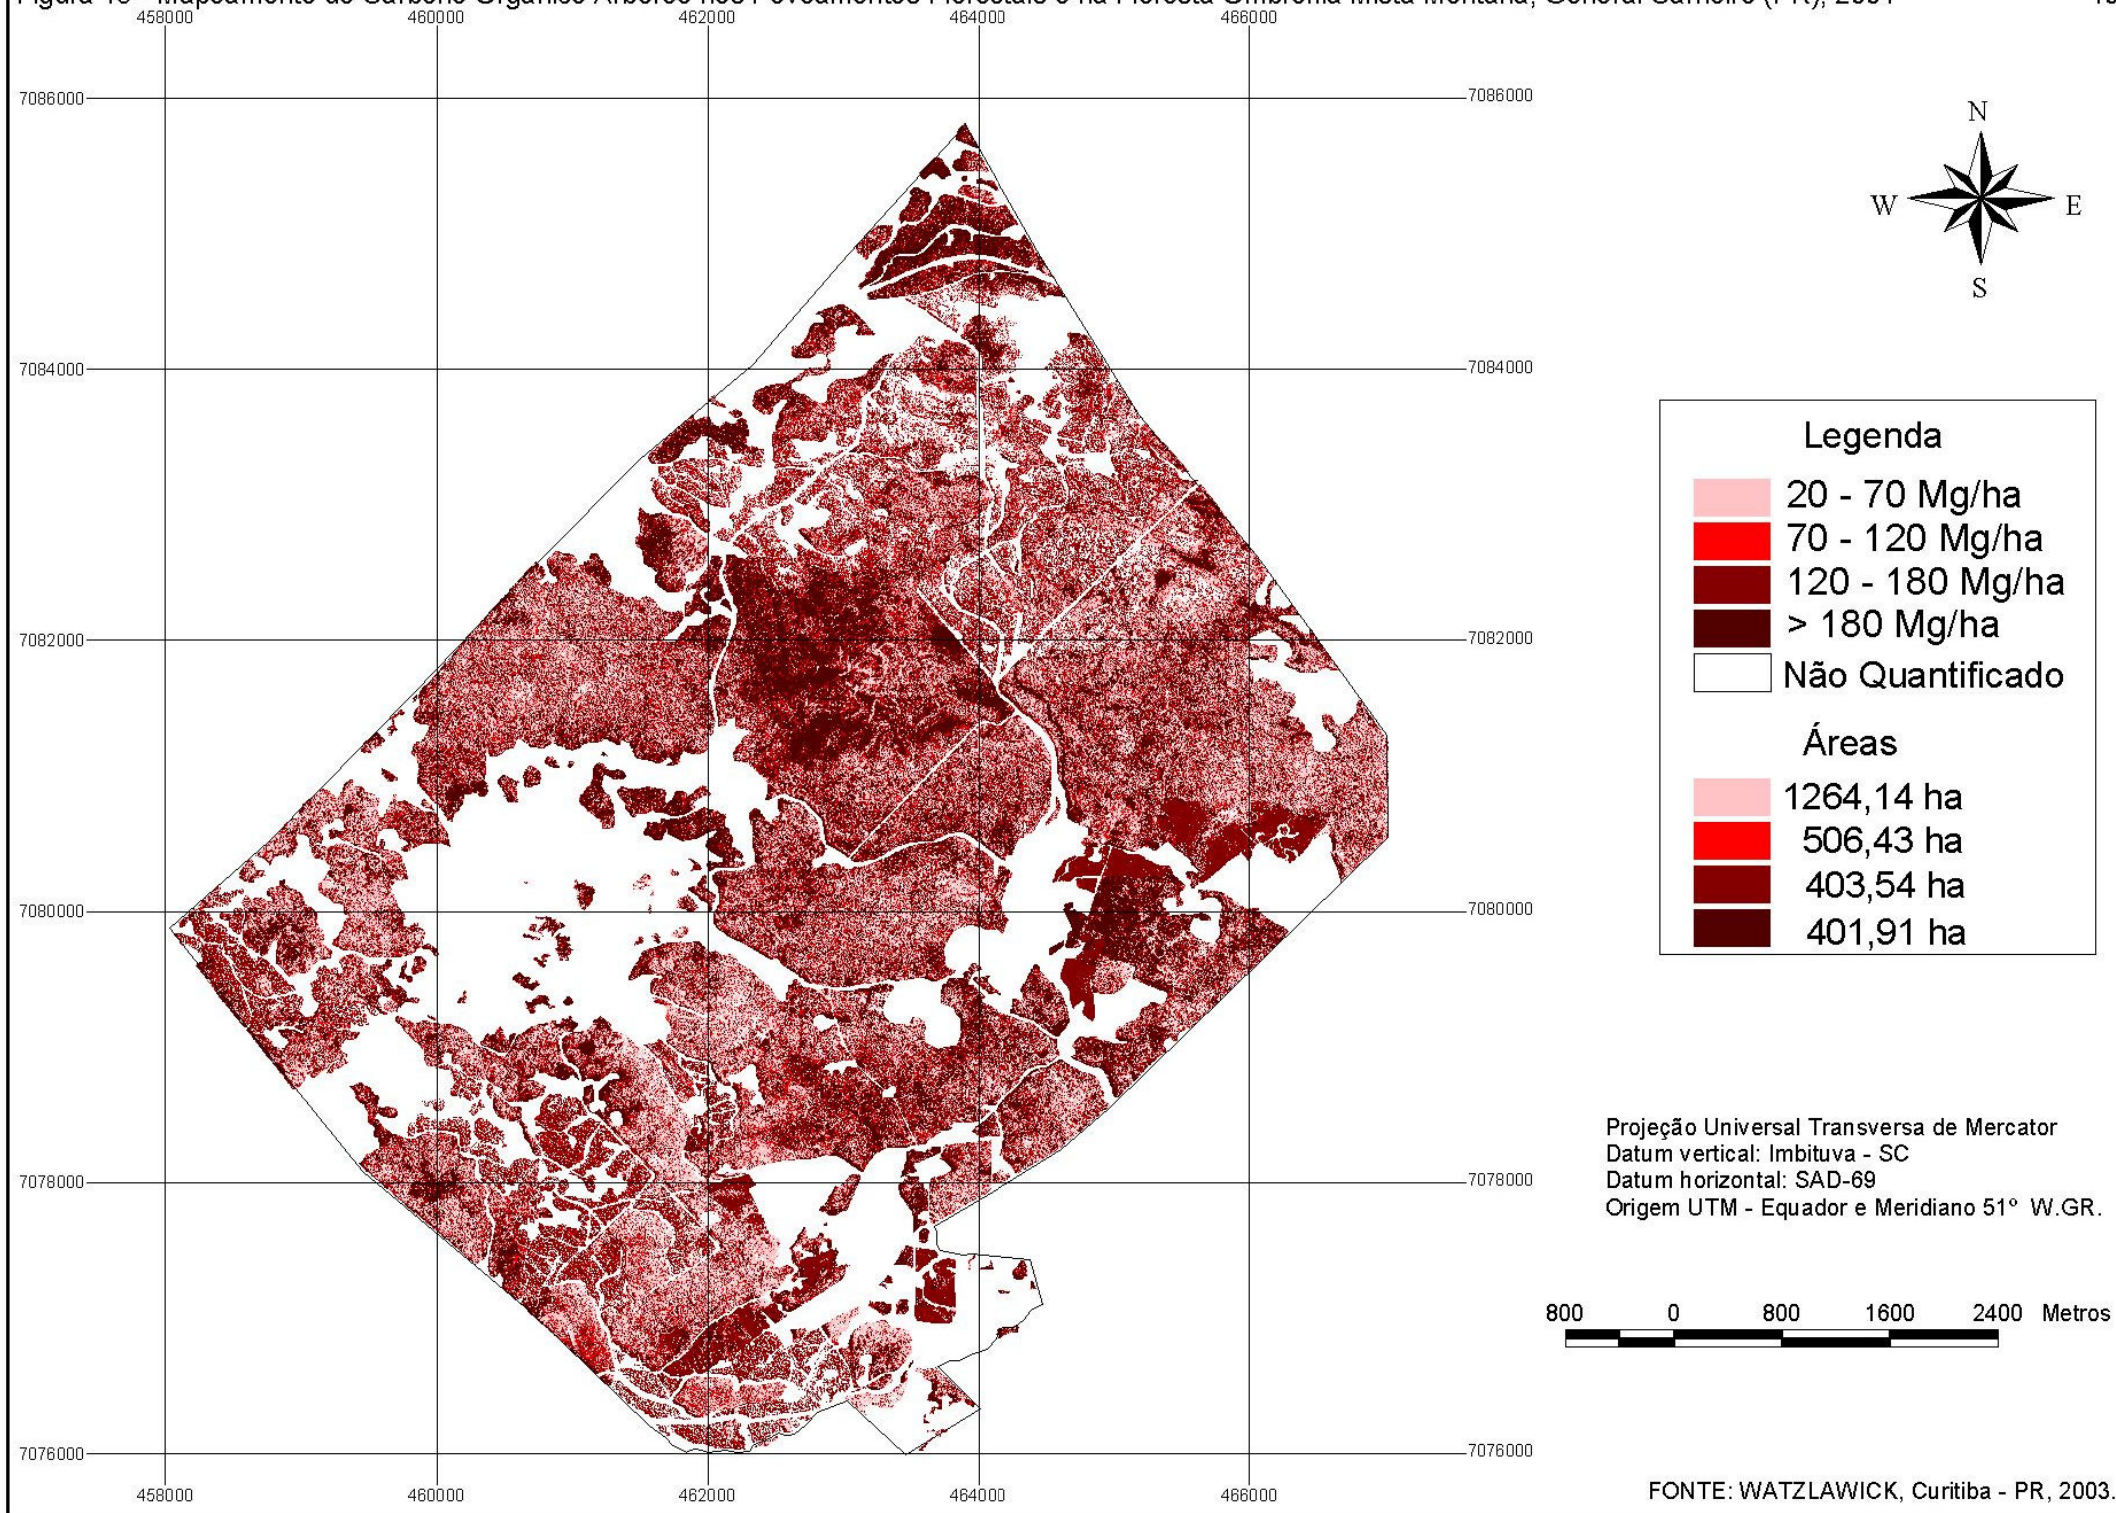 458000 460000 462000 464000 466000
7086000 7086000
N
W E
S
7084000 7084000
Legenda
20 - 70 Mg/ha
70 - 120 Mg/ha
120 - 180 Mg/ha
> 180 Mg/ha
Não Quantificado
7082000 7082000
Áreas
1264,14 ha
506,43 ha
403,54 ha
401,91 ha
7080000 7080000
Projeção Universal Transversa de Mercator
Datum vertical: Imbituva - SC
Datum horizontal: SAD-69
Origem UTM - Equador e Meridiano 51º W.GR.
7078000 7078000
800 0 800 1600 2400 Metros
7076000 7076000
458000 460000 462000 464000 466000
FONTE: WATZLAWICK, Curitiba - PR, 2003.